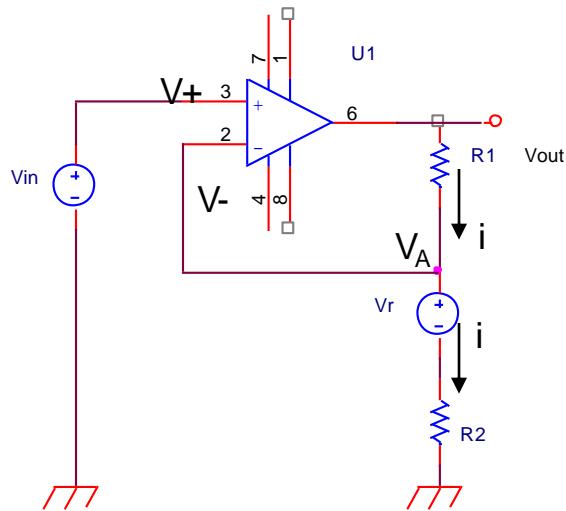 U1
7
1
V+
3
+
6
2
−
R1
Vout
Vin
+
−
V-
4
8
i
VA
Vr
+
−
i
R2